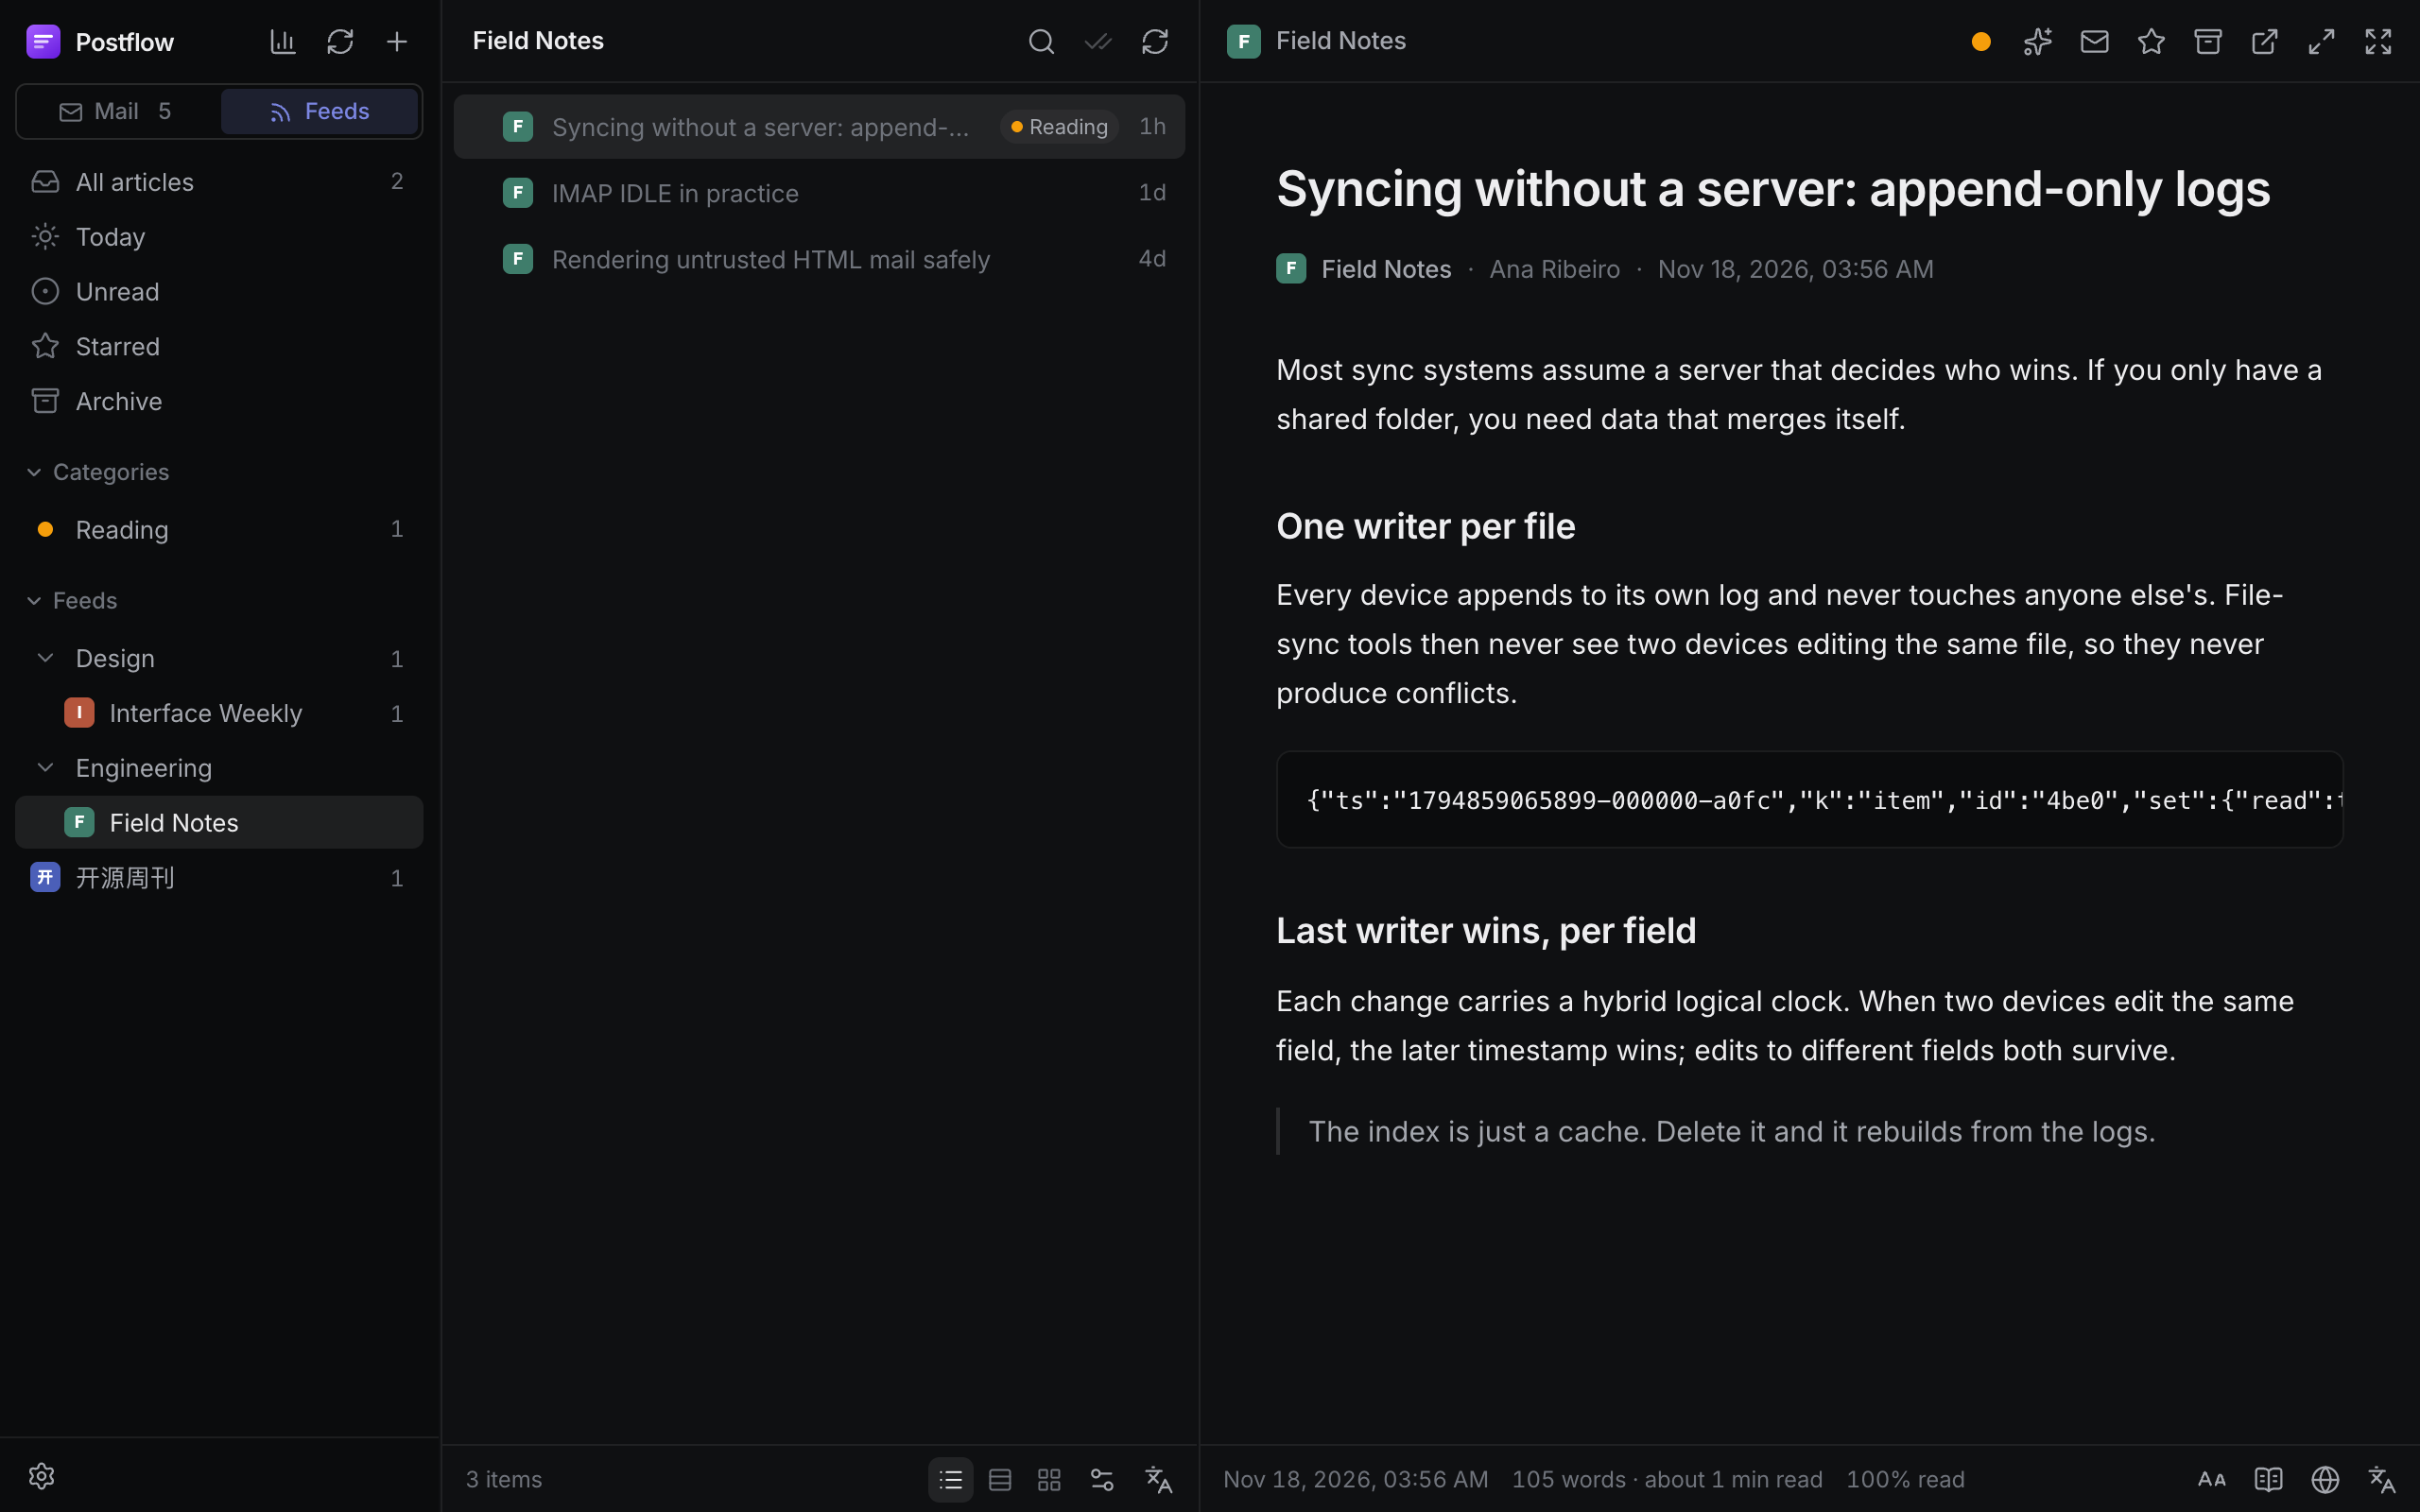 Postflow
Mail 5
Feeds
All articles 2
Today
Unread
Starred
Archive
Categories
Reading 1
Feeds
Design 1
I Interface Weekly 1
Engineering
F Field Notes
开 开源周刊 1
Field Notes
F Syncing without a server: append-... Reading 1h
F IMAP IDLE in practice 1d
F Rendering untrusted HTML mail safely 4d
3 items
F Field Notes
Syncing without a server: append-only logs
F Field Notes · Ana Ribeiro · Nov 18, 2026, 03:56 AM
Most sync systems assume a server that decides who wins. If you only have a
shared folder, you need data that merges itself.
One writer per file
Every device appends to its own log and never touches anyone else's. File-
sync tools then never see two devices editing the same file, so they never
produce conflicts.
{"ts":"1794859065899-000000-a0fc","k":"item","id":"4be0","set":{"read":t
Last writer wins, per field
Each change carries a hybrid logical clock. When two devices edit the same
field, the later timestamp wins; edits to different fields both survive.
The index is just a cache. Delete it and it rebuilds from the logs.
Nov 18, 2026, 03:56 AM 105 words · about 1 min read 100% read